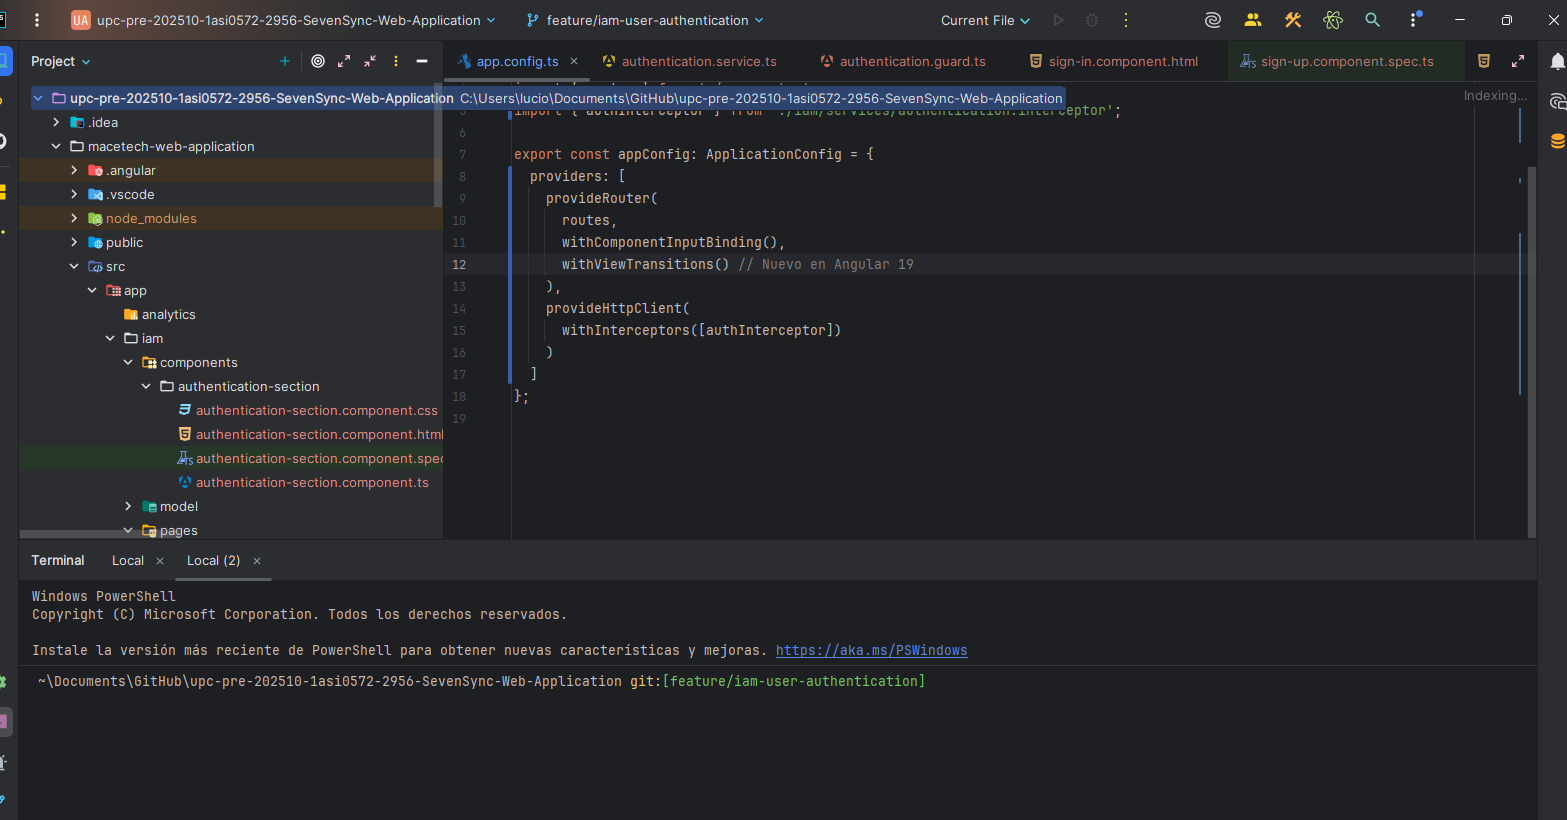 UA upc-pre-202510-1asi0572-2956-SevenSync-Web-Application feature/iam-user-authentication Current File
Project
app.config.ts authentication.service.ts authentication.guard.ts sign-in.component.html sign-up.component.spec.ts
upc-pre-202510-1asi0572-2956-SevenSync-Web-Application C:\Users\lucio\Documents\GitHub\upc-pre-202510-1asi0572-2956-SevenSync-Web-Application
Indexing...
.idea
macetech-web-application
.angular
.vscode
node_modules
public
src
app
analytics
iam
components
authentication-section
authentication-section.component.css
authentication-section.component.html
authentication-section.component.spec
authentication-section.component.ts
model
pages
5 import { authInterceptor } from './iam/services/authentication.interceptor';
6
7 export const appConfig: ApplicationConfig = {
8 providers: [
9 provideRouter(
10 routes,
11 withComponentInputBinding(),
12 withViewTransitions() // Nuevo en Angular 19
13 ),
14 provideHttpClient(
15 withInterceptors([authInterceptor])
16 )
17 ]
18 };
19
Terminal Local Local (2)
Windows PowerShell
Copyright (C) Microsoft Corporation. Todos los derechos reservados.
Instale la versión más reciente de PowerShell para obtener nuevas características y mejoras. https://aka.ms/PSWindows
~\Documents\GitHub\upc-pre-202510-1asi0572-2956-SevenSync-Web-Application git:[feature/iam-user-authentication]